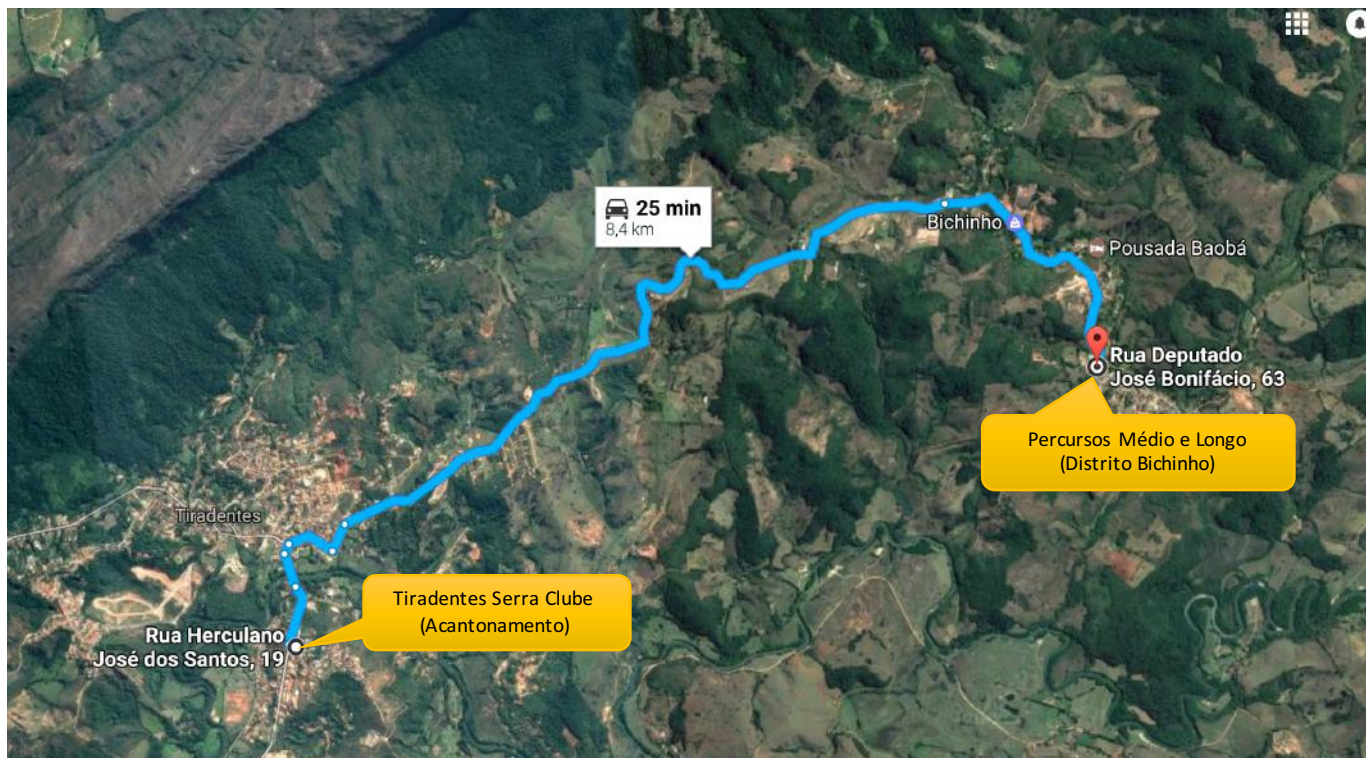 25 min
8,4 km
Bichinho
Pousada Baobá
Rua Deputado
José Bonifácio, 63
Percursos Médio e Longo
(Distrito Bichinho)
Tiradentes
Tiradentes Serra Clube
(Acantonamento)
Rua Herculano
José dos Santos, 19